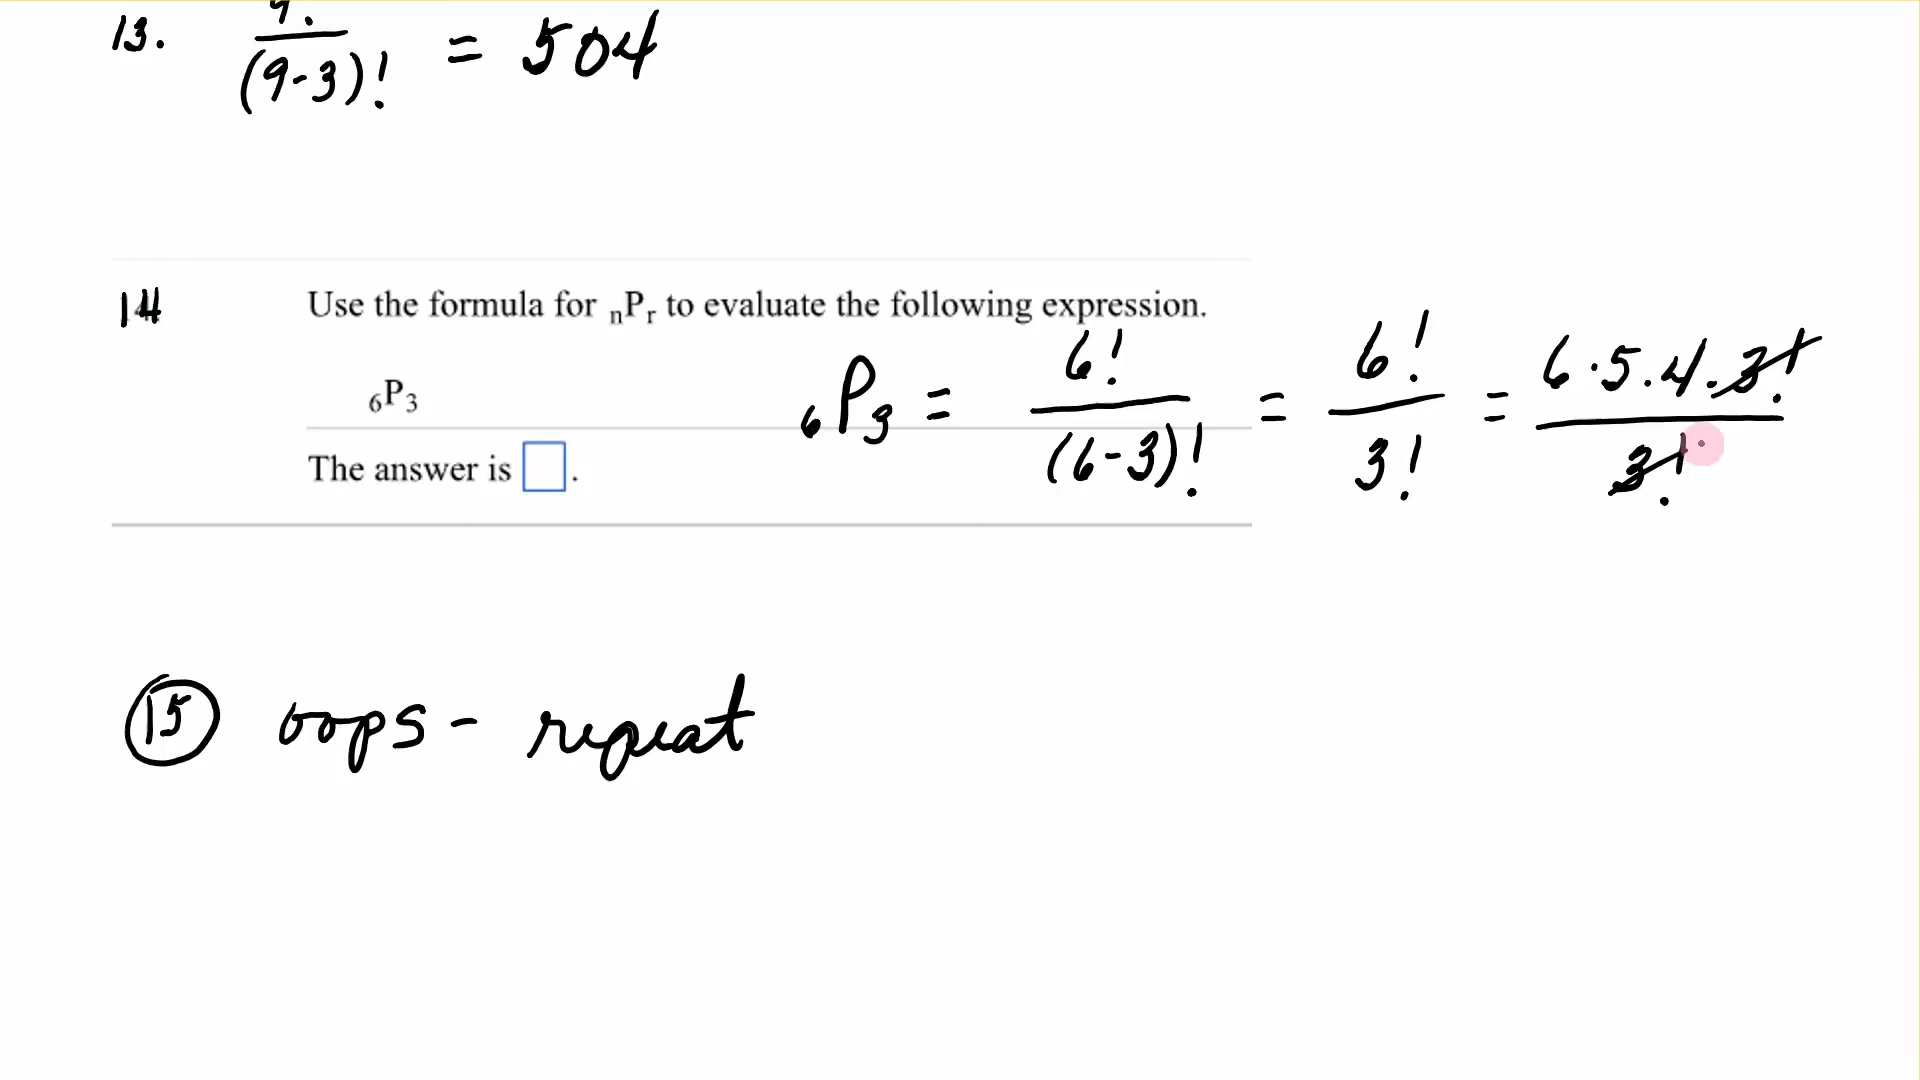 13. 9! / (9-3)! = 504
14 Use the formula for nPr to evaluate the following expression.
6P3
6P3 = 6! / (6-3)! = 6! / 3! = 6·5·4·3! / 3!
The answer is .
15 oops - repeat